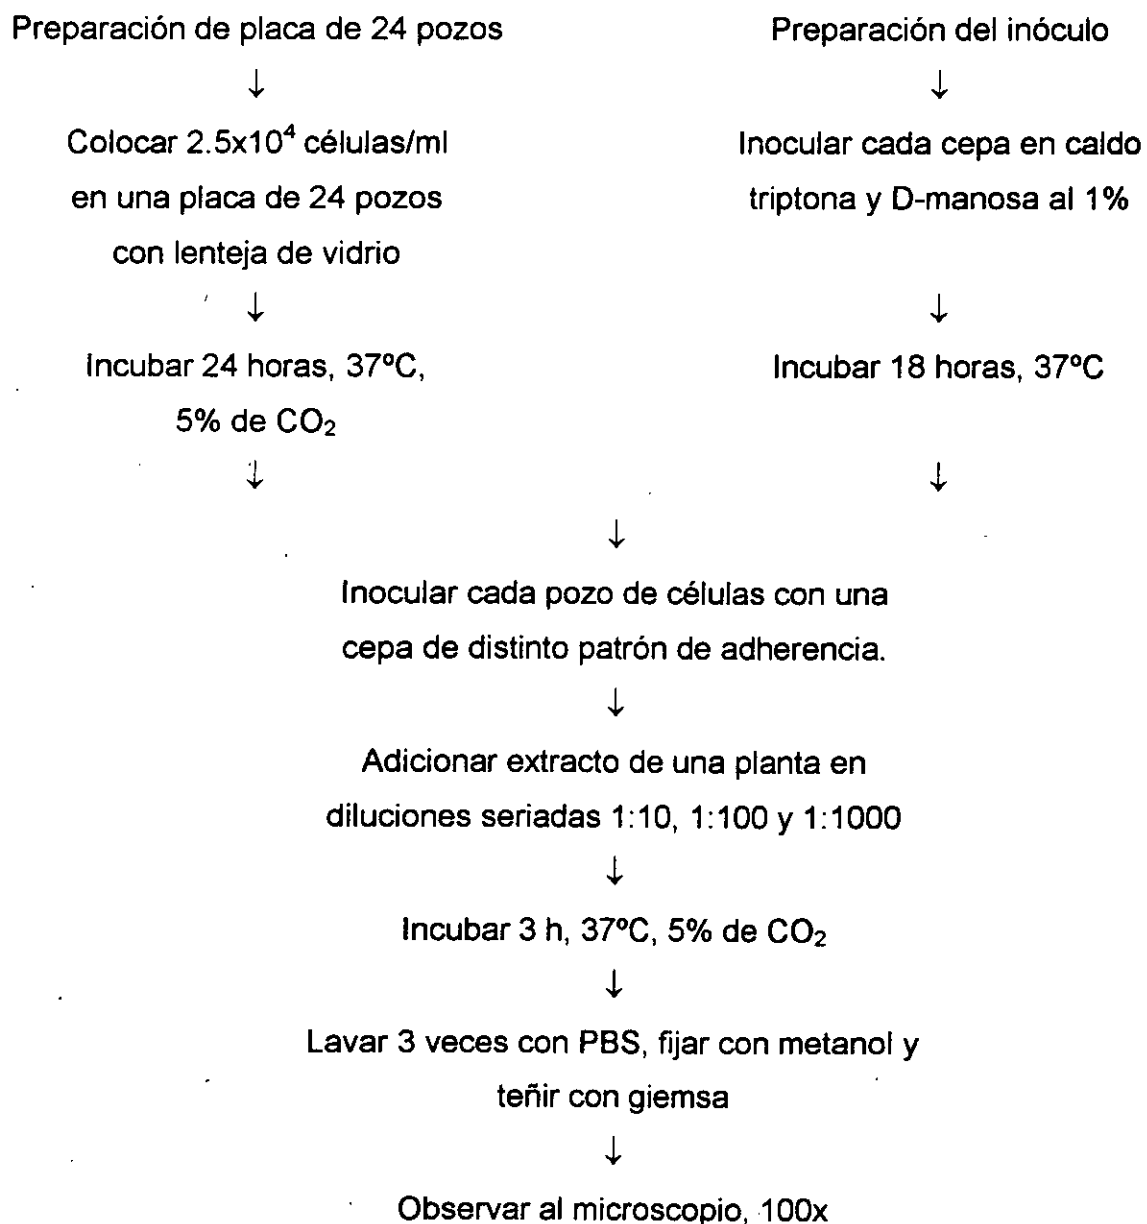 Preparación de placa de 24 pozos
↓
Colocar 2.5x10⁴ células/ml
en una placa de 24 pozos
con lenteja de vidrio
↓
Incubar 24 horas, 37ºC,
5% de CO₂
↓
Preparación del inóculo
↓
Inocular cada cepa en caldo
triptona y D-manosa al 1%
↓
Incubar 18 horas, 37ºC
↓
↓
Inocular cada pozo de células con una
cepa de distinto patrón de adherencia.
↓
Adicionar extracto de una planta en
diluciones seriadas 1:10, 1:100 y 1:1000
↓
Incubar 3 h, 37ºC, 5% de CO₂
↓
Lavar 3 veces con PBS, fijar con metanol y
teñir con giemsa
↓
Observar al microscopio, 100x